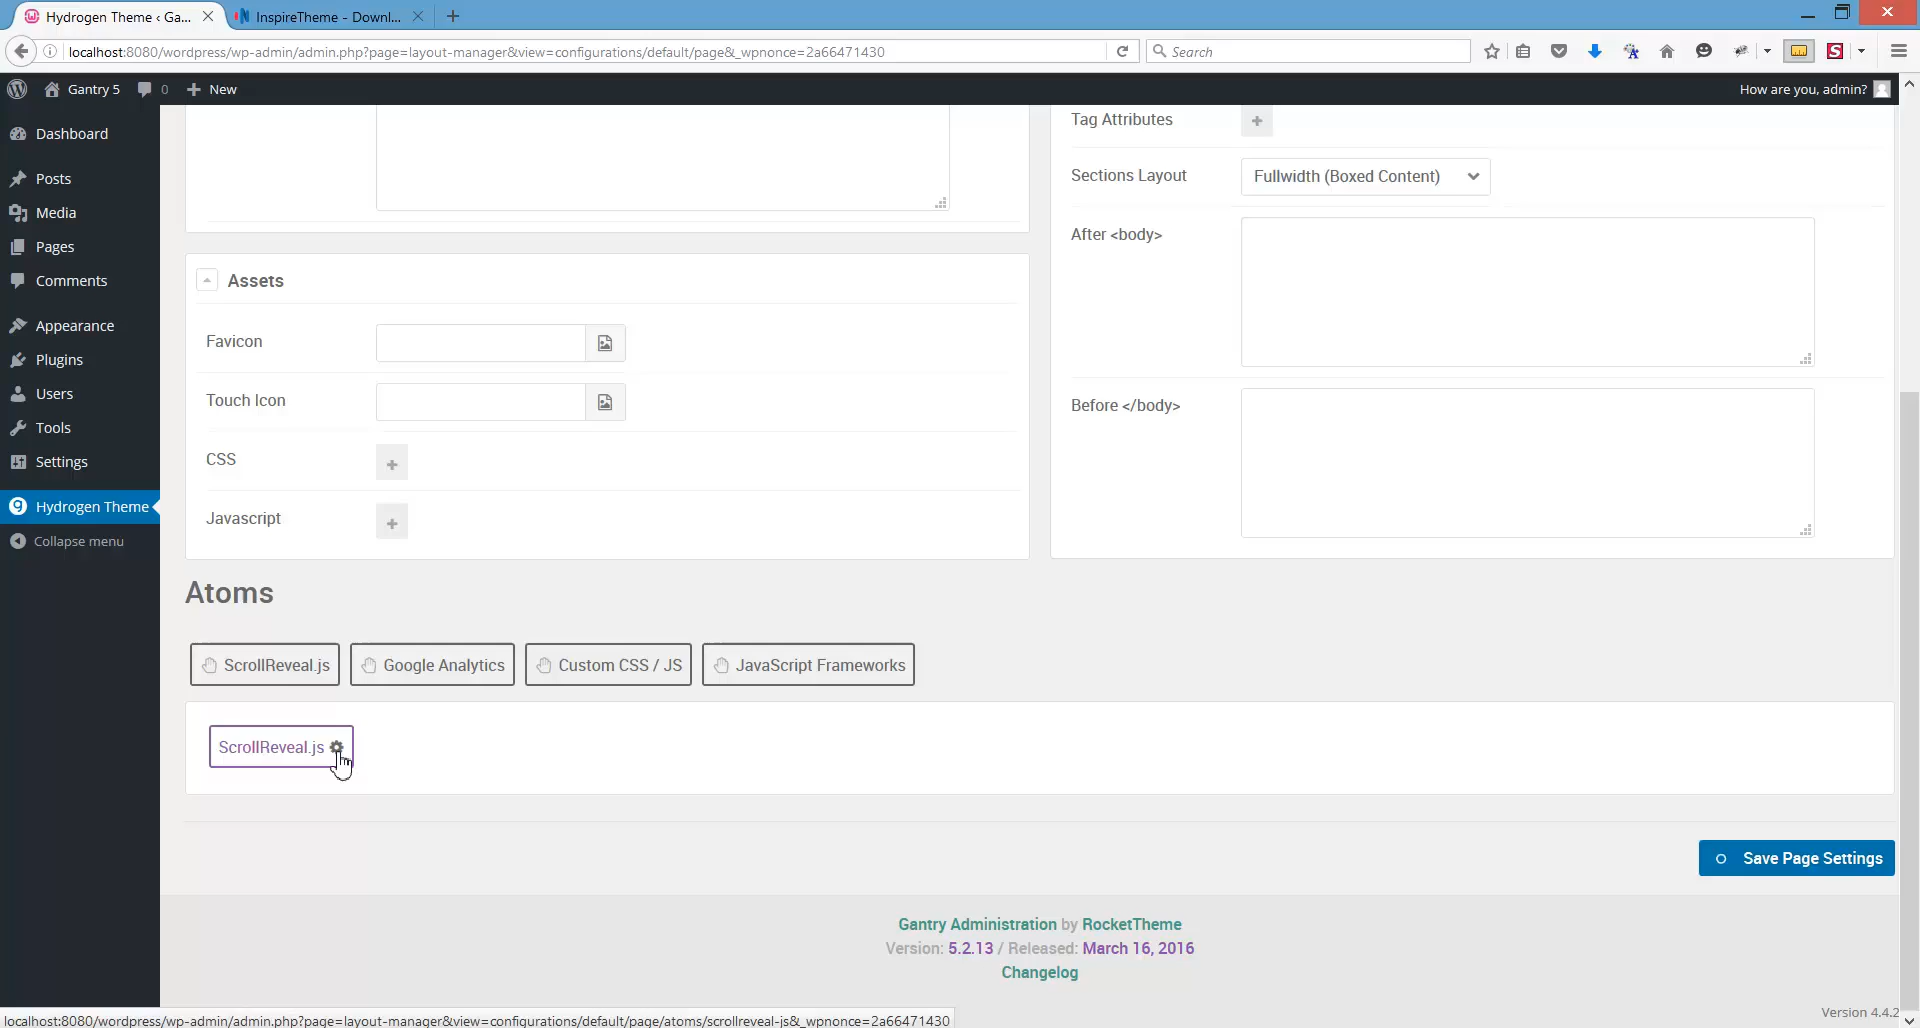 Hydrogen Theme ‹ Ga...
InspireTheme - Downl...
localhost:8080/wordpress/wp-admin/admin.php?page=layout-manager&view=configurations/default/page&_wpnonce=2a66471430
Search
Gantry 5
0
New
How are you, admin?
Dashboard
Posts
Media
Pages
Comments
Appearance
Plugins
Users
Tools
Settings
Hydrogen Theme
Collapse menu
Tag Attributes
Sections Layout
Fullwidth (Boxed Content)
After <body>
Before </body>
Assets
Favicon
Touch Icon
CSS
Javascript
Atoms
ScrollReveal.js
Google Analytics
Custom CSS / JS
JavaScript Frameworks
ScrollReveal.js
Save Page Settings
Gantry Administration by RocketTheme
Version: 5.2.13 / Released: March 16, 2016
Changelog
Version 4.4.2
localhost:8080/wordpress/wp-admin/admin.php?page=layout-manager&view=configurations/default/page/atoms/scrollreveal-js&_wpnonce=2a66471430